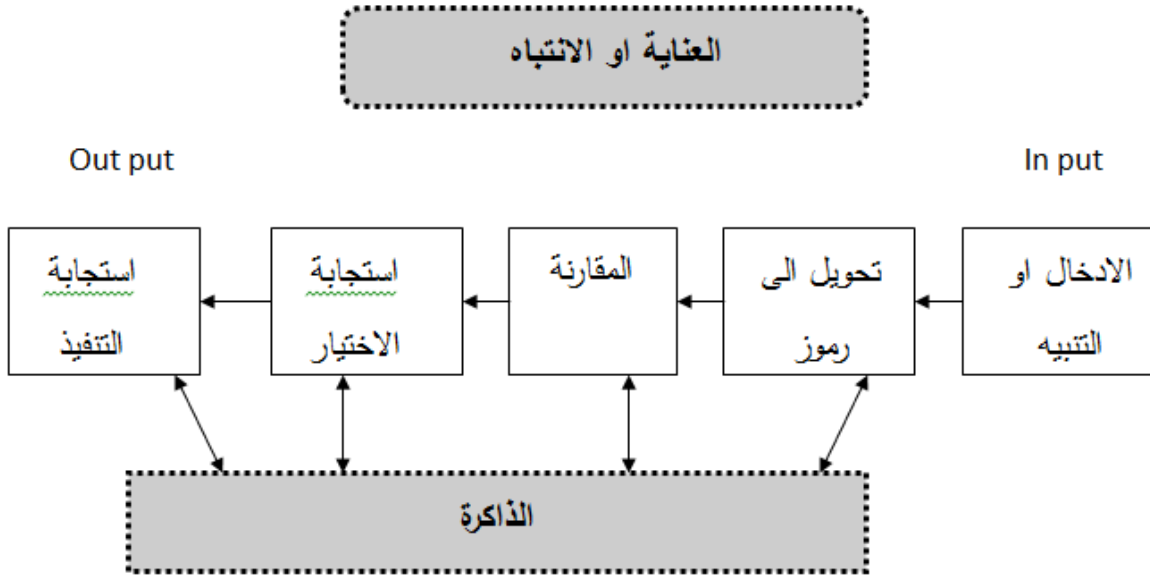 العناية او الانتباه
In put
Out put
الادخال او
التنبيه
تحويل الى
رموز
المقارنة
استجابة
الاختيار
استجابة
التنفيذ
الذاكرة